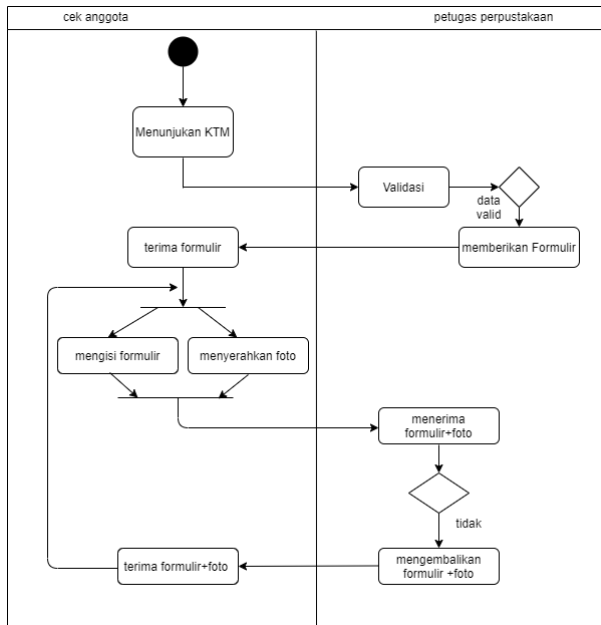 cek anggota
petugas perpustakaan
Menunjukan KTM
Validasi
data
valid
terima formulir
memberikan Formulir
mengisi formulir
menyerahkan foto
menerima
formulir+foto
tidak
terima formulir+foto
mengembalikan
formulir +foto